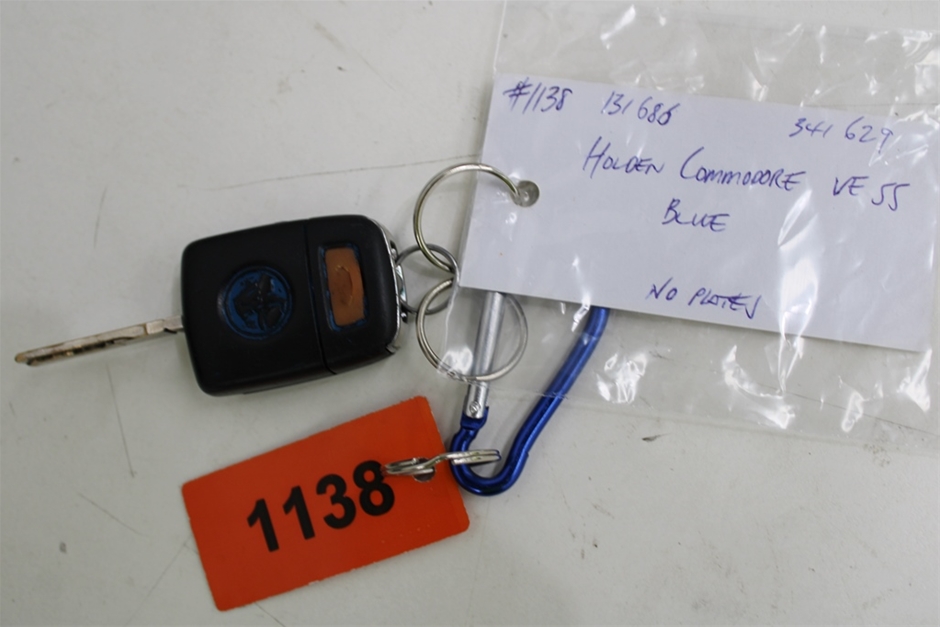 #1138 131686 341629
HOLDEN COMMODORE VE SS
BLUE
NO PLATES
1138